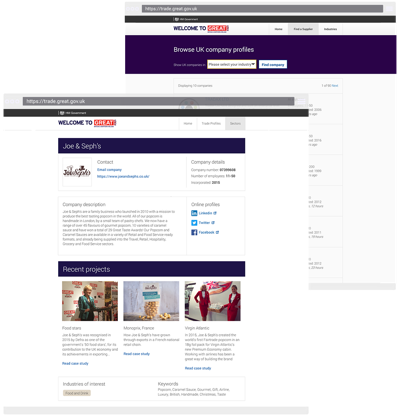 https://trade.great.gov.uk
HM Government
WELCOME TO GREAT
Home
Find a Supplier
Industries
Browse UK company profiles
Show UK companies in
Please select your industry
Find company
Displaying 10 companies
1 of 60 Next
https://trade.great.gov.uk
HM Government
WELCOME TO GREAT
Home
Trade Profiles
Sectors
Joe & Seph's
Contact
Email company
https://www.joeandsephs.co.uk/
Company details
Company number 07399608
Number of employees 11-50
Incorporated 2010
Company description
Joe & Seph's are a family business who launched in 2010 with a mission to
produce the best tasting popcorn in the world. All of our popcorn is
handmade in London by a small team of pastry chefs. We now have a
range of over 40 flavours of gourmet popcorn, 10 varieties of caramel
sauce and have won a total of 35 Great Taste Awards. Our Popcorn and
Caramel Sauces are available in a variety of Retail and Food Service ready
formats, and already being supplied into the Travel, Retail, Hospitality,
Grocery and Food Service sectors.
Online profiles
LinkedIn
Twitter
Facebook
Recent projects
Food stars
Joe & Seph's was recognised in
2015 by Defra as one of the
government's '50 food stars,' for its
contribution to the UK economy and
its achievements in exporting.
Read case study
Monoprix, France
How Joe & Seph's have grown
through exports in a French national
retail chain.
Read case study
Virgin Atlantic
In 2015, Joe & Seph's created the
world's first Fairtrade popcorn as an
28g foil pack for Virgin Atlantic's
new Premium Economy cabin.
Working with airlines has been a
great way of building the brand
Read case study
Industries of interest
Food and drink
Keywords
Popcorn, Caramel Sauce, Gourmet, Gift, Airline,
Luxury, British, Handmade, Treats, Chocolate